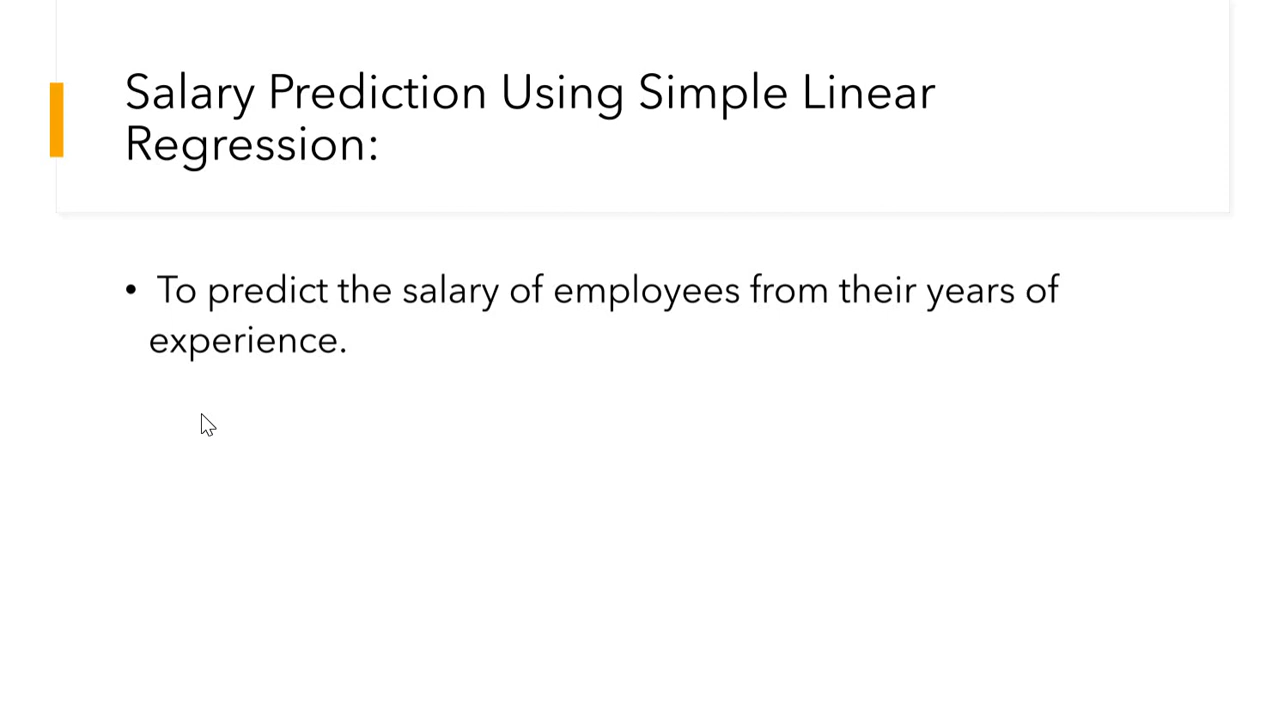 Salary Prediction Using Simple Linear
Regression:
• To predict the salary of employees from their years of
experience.